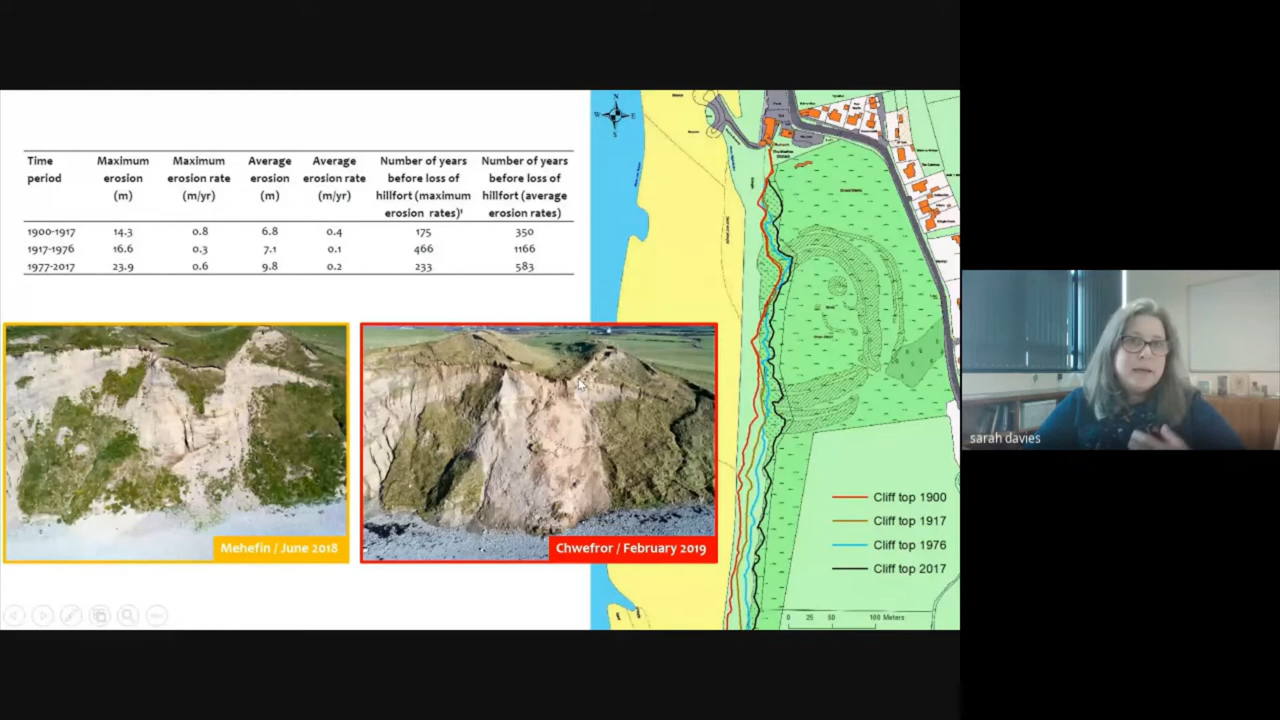 Time period
Maximum erosion (m)
Maximum erosion rate (m/yr)
Average erosion (m)
Average erosion rate (m/yr)
Number of years before loss of hillfort (maximum erosion rates)¹
Number of years before loss of hillfort (average erosion rates)
1900-1917 14.3 0.8 6.8 0.4 175 350
1917-1976 16.6 0.3 7.1 0.1 466 1166
1977-2017 23.9 0.6 9.8 0.2 233 583
Mehefin / June 2018
Chwefror / February 2019
N
W E
S
Cliff top 1900
Cliff top 1917
Cliff top 1976
Cliff top 2017
0 25 50 100 Meters
sarah davies